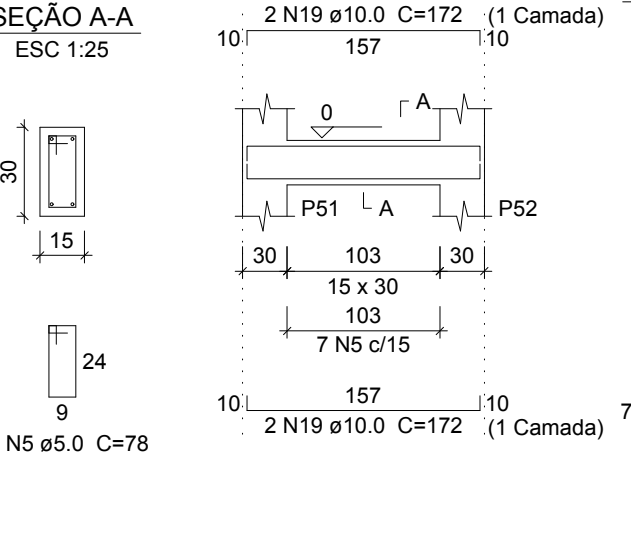 SEÇÃO A-A
ESC 1:25
2 N19 ø10.0 C=172 (1 Camada)
10 157 10
0
A
30
15
P51 A P52
30 103 30
15 x 30
103
7 N5 c/15
24
9
N5 ø5.0 C=78
10 157 10
2 N19 ø10.0 C=172 (1 Camada)
7